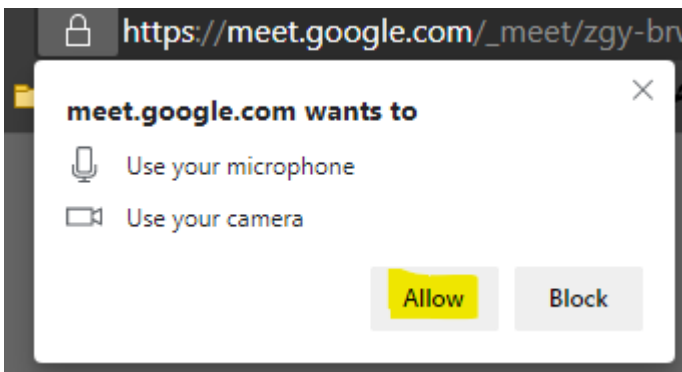 https://meet.google.com/_meet/zgy-brv
meet.google.com wants to
Use your microphone
Use your camera
Allow Block